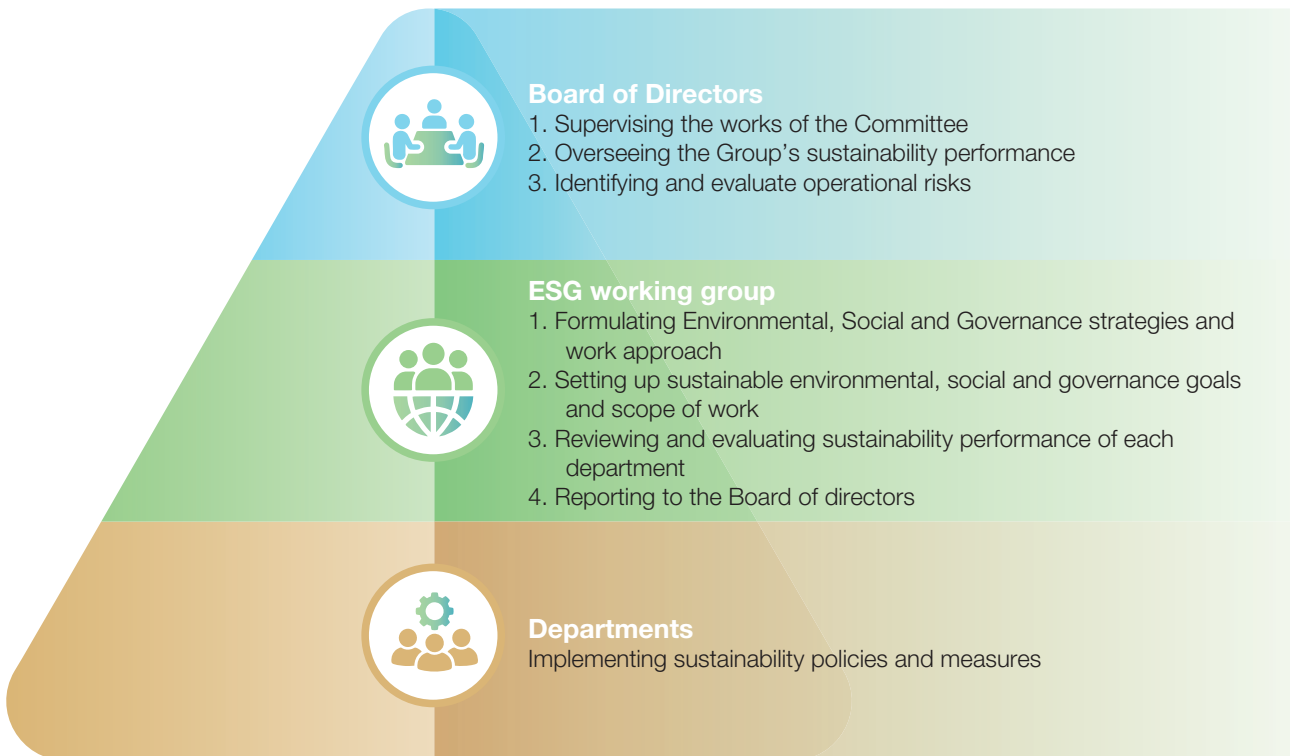 Board of Directors
1. Supervising the works of the Committee
2. Overseeing the Group's sustainability performance
3. Identifying and evaluate operational risks
ESG working group
1. Formulating Environmental, Social and Governance strategies and
work approach
2. Setting up sustainable environmental, social and governance goals
and scope of work
3. Reviewing and evaluating sustainability performance of each
department
4. Reporting to the Board of directors
Departments
Implementing sustainability policies and measures